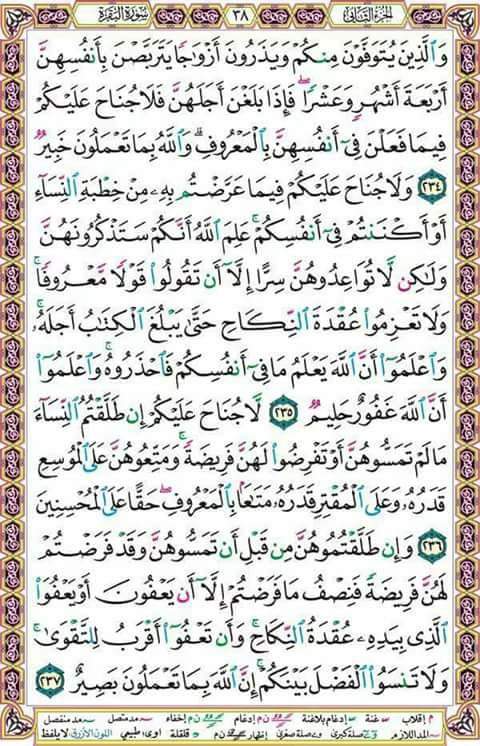 الجزء الثاني ٣٨ سورة البقرة
وَالَّذِينَ يُتَوَفَّوْنَ مِنكُمْ وَيَذَرُونَ أَزْوَاجًا يَتَرَبَّصْنَ بِأَنفُسِهِنَّ
أَرْبَعَةَ أَشْهُرٍ وَعَشْرًا ۖ فَإِذَا بَلَغْنَ أَجَلَهُنَّ فَلَا جُنَاحَ عَلَيْكُمْ
فِيمَا فَعَلْنَ فِي أَنفُسِهِنَّ بِالْمَعْرُوفِ ۗ وَاللَّهُ بِمَا تَعْمَلُونَ خَبِيرٌ
٢٣٤ وَلَا جُنَاحَ عَلَيْكُمْ فِيمَا عَرَّضْتُم بِهِ مِنْ خِطْبَةِ النِّسَاءِ
أَوْ أَكْنَنتُمْ فِي أَنفُسِكُمْ ۚ عَلِمَ اللَّهُ أَنَّكُمْ سَتَذْكُرُونَهُنَّ
وَلَٰكِن لَّا تُوَاعِدُوهُنَّ سِرًّا إِلَّا أَن تَقُولُوا قَوْلًا مَّعْرُوفًا ۚ
وَلَا تَعْزِمُوا عُقْدَةَ النِّكَاحِ حَتَّىٰ يَبْلُغَ الْكِتَابُ أَجَلَهُ ۚ
وَاعْلَمُوا أَنَّ اللَّهَ يَعْلَمُ مَا فِي أَنفُسِكُمْ فَاحْذَرُوهُ ۚ وَاعْلَمُوا
أَنَّ اللَّهَ غَفُورٌ حَلِيمٌ ٢٣٥ لَّا جُنَاحَ عَلَيْكُمْ إِن طَلَّقْتُمُ النِّسَاءَ
مَا لَمْ تَمَسُّوهُنَّ أَوْ تَفْرِضُوا لَهُنَّ فَرِيضَةً ۚ وَمَتِّعُوهُنَّ عَلَى الْمُوسِعِ
قَدَرُهُ وَعَلَى الْمُقْتِرِ قَدَرُهُ مَتَاعًا بِالْمَعْرُوفِ ۖ حَقًّا عَلَى الْمُحْسِنِينَ
٢٣٦ وَإِن طَلَّقْتُمُوهُنَّ مِن قَبْلِ أَن تَمَسُّوهُنَّ وَقَدْ فَرَضْتُمْ
لَهُنَّ فَرِيضَةً فَنِصْفُ مَا فَرَضْتُمْ إِلَّا أَن يَعْفُونَ أَوْ يَعْفُوَا
الَّذِي بِيَدِهِ عُقْدَةُ النِّكَاحِ ۚ وَأَن تَعْفُوا أَقْرَبُ لِلتَّقْوَىٰ ۚ
وَلَا تَنسَوُا الْفَضْلَ بَيْنَكُمْ ۚ إِنَّ اللَّهَ بِمَا تَعْمَلُونَ بَصِيرٌ ٢٣٧
م إقلاب س غنة إدغام بلاغنة ن م إدغام ن م إخفاء مد متصل مد منفصل
المد اللازم صلة كبرى صلة صغرى إظهار ن م قلقلة اوى: طبيعي اللون الأزرق لا يلفظ